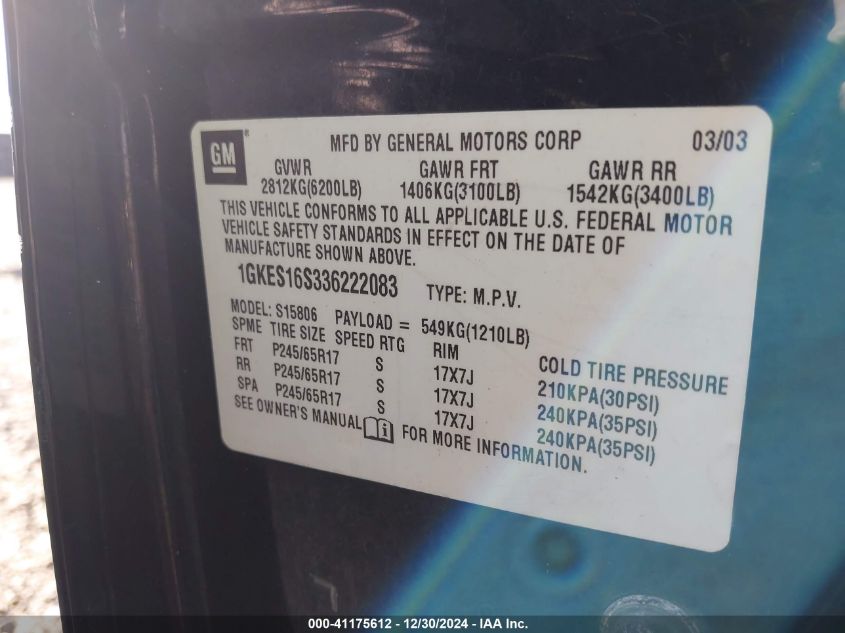 GM ® MFD BY GENERAL MOTORS CORP 03/03
GVWR GAWR FRT GAWR RR
2812KG(6200LB) 1406KG(3100LB) 1542KG(3400LB)
THIS VEHICLE CONFORMS TO ALL APPLICABLE U.S. FEDERAL MOTOR
VEHICLE SAFETY STANDARDS IN EFFECT ON THE DATE OF
MANUFACTURE SHOWN ABOVE.
1GKES16S336222083 TYPE: M.P.V.
MODEL: S15806 PAYLOAD = 549KG(1210LB)
SPME TIRE SIZE SPEED RTG RIM COLD TIRE PRESSURE
FRT P245/65R17 S 17X7J 210KPA(30PSI)
RR P245/65R17 S 17X7J 240KPA(35PSI)
SPA P245/65R17 S 17X7J 240KPA(35PSI)
SEE OWNER'S MANUAL FOR MORE INFORMATION.
000-41175612 - 12/30/2024 - IAA Inc.